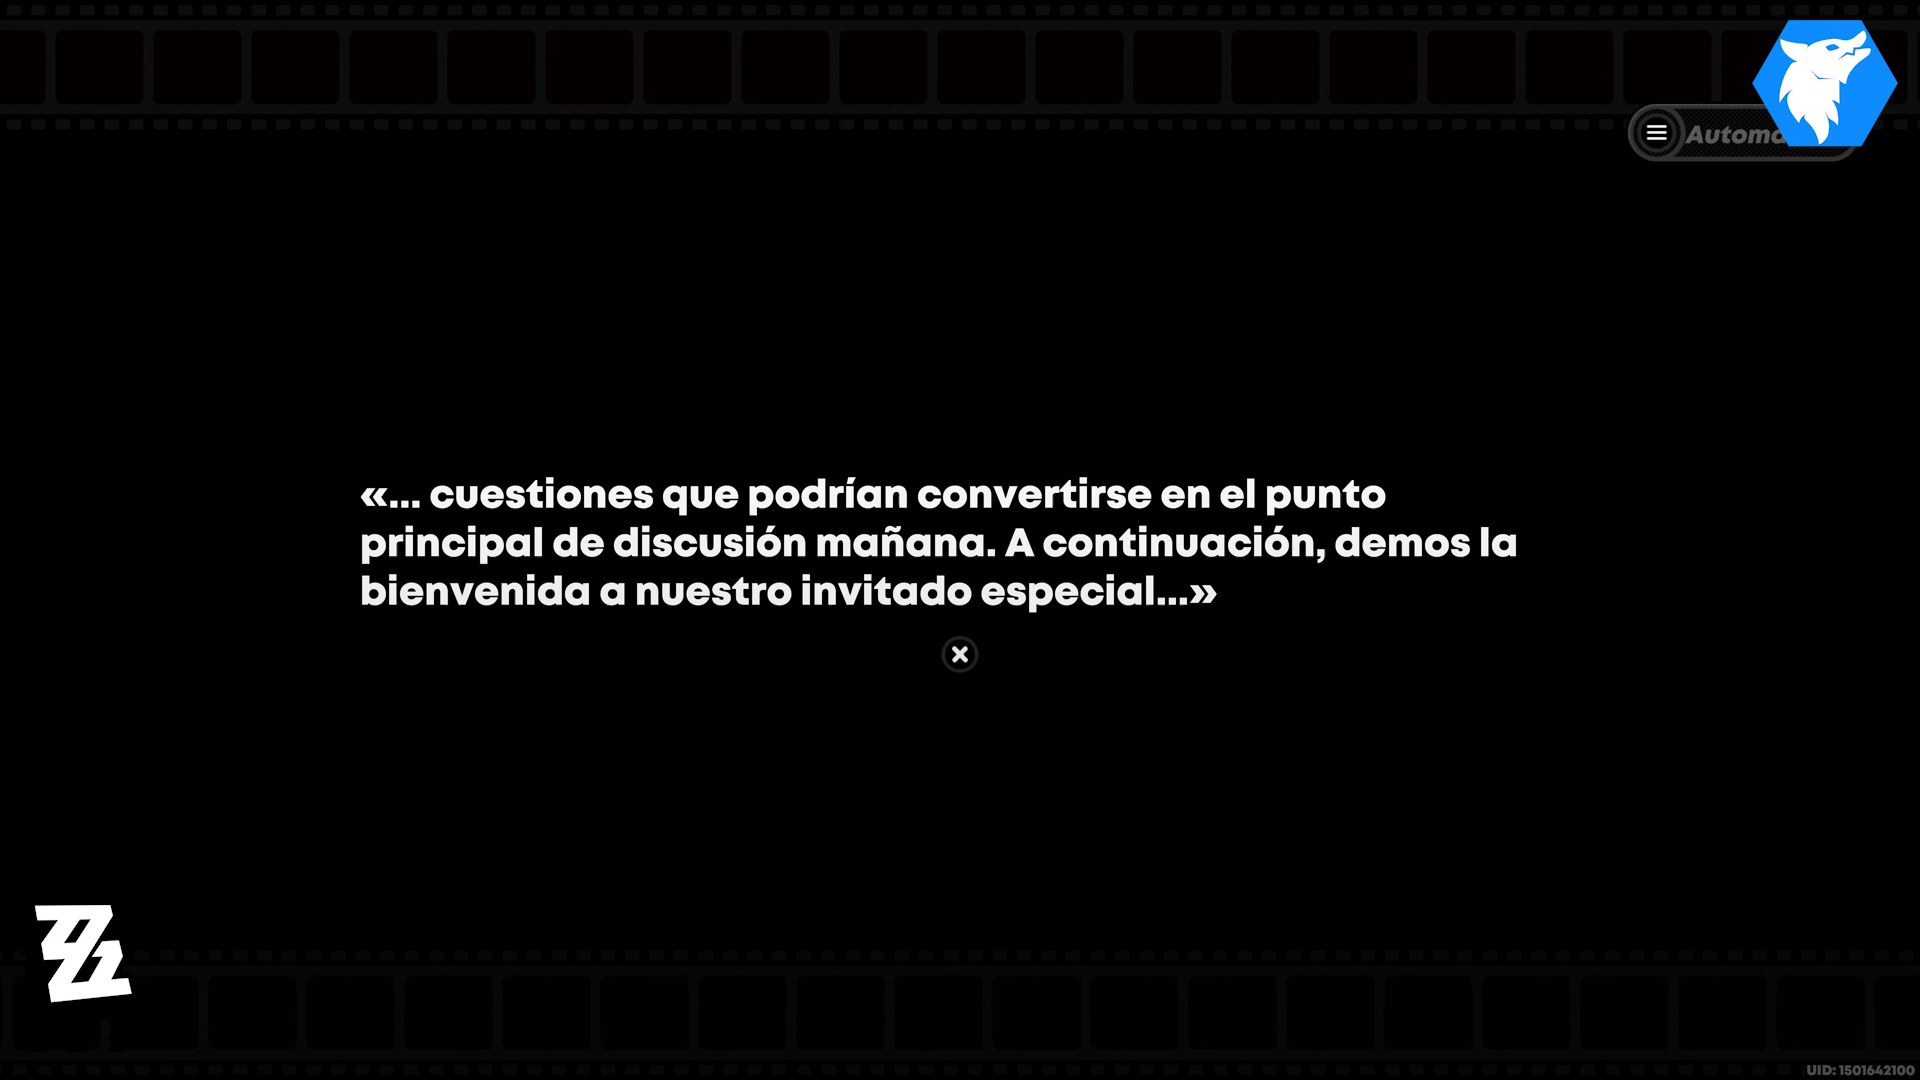 Automa
«... cuestiones que podrían convertirse en el punto
principal de discusión mañana. A continuación, demos la
bienvenida a nuestro invitado especial...»
UID: 1501642100